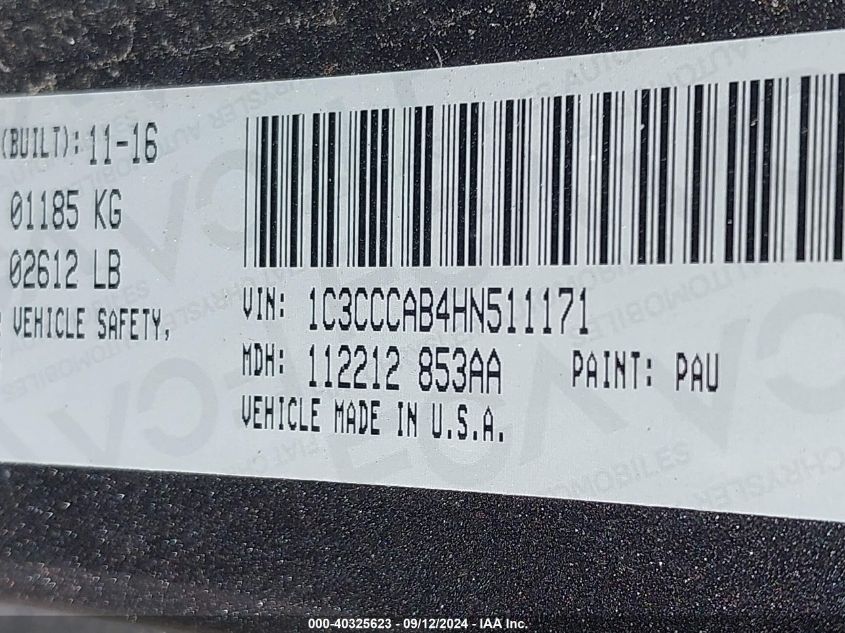 (BUILT): 11-16
01185 KG
02612 LB
VEHICLE SAFETY,
VIN: 1C3CCCAB4HN511171
MDH: 112212 853AA PAINT: PAU
VEHICLE MADE IN U.S.A.
000-40325623 - 09/12/2024 - IAA Inc.